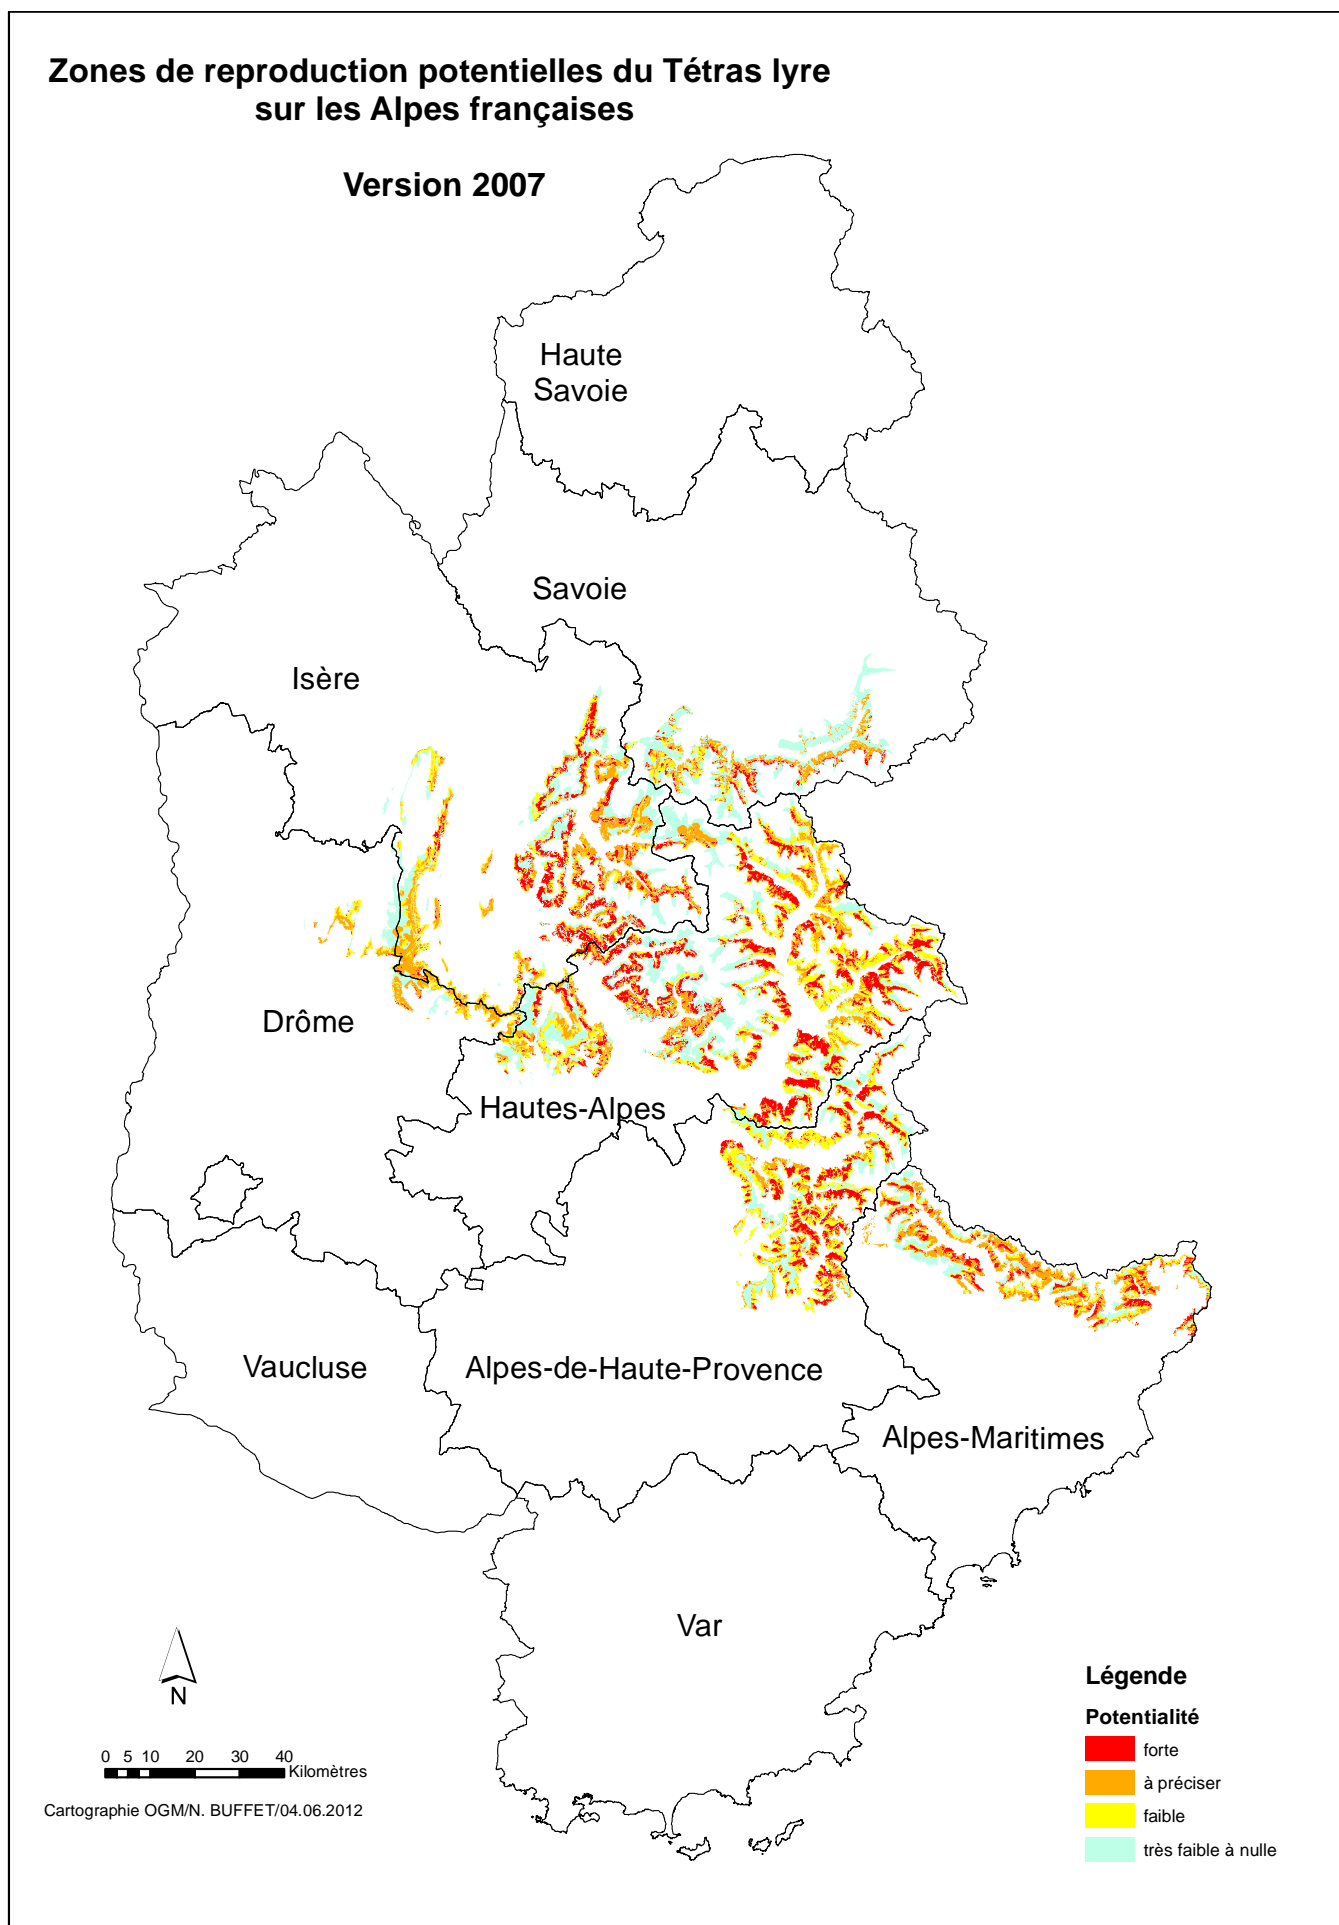 Zones de reproduction potentielles du Tétras lyre
sur les Alpes françaises
Version 2007
Haute
Savoie
Savoie
Isère
Drôme
Hautes-Alpes
Vaucluse
Alpes-de-Haute-Provence
Alpes-Maritimes
Var
N
0 5 10 20 30 40
Kilomètres
Cartographie OGM/N. BUFFET/04.06.2012
Légende
Potentialité
forte
à préciser
faible
très faible à nulle